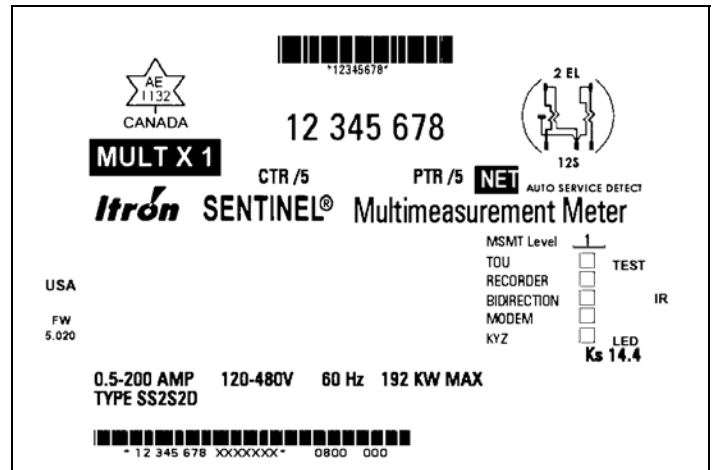 *12345678*
AE
1132
CANADA
2 EL
12 345 678
12S
MULT X 1
CTR /5 PTR /5 NET AUTO SERVICE DETECT
Itron SENTINEL® Multimeasurement Meter
MSMT Level 1
TOU TEST
RECORDER
BIDIRECTION IR
MODEM
KYZ LED
Ks 14.4
USA
FW
5.020
0.5-200 AMP 120-480V 60 Hz 192 KW MAX
TYPE SS2S2D
* 12 345 678 XXXXXXX* 0800 000